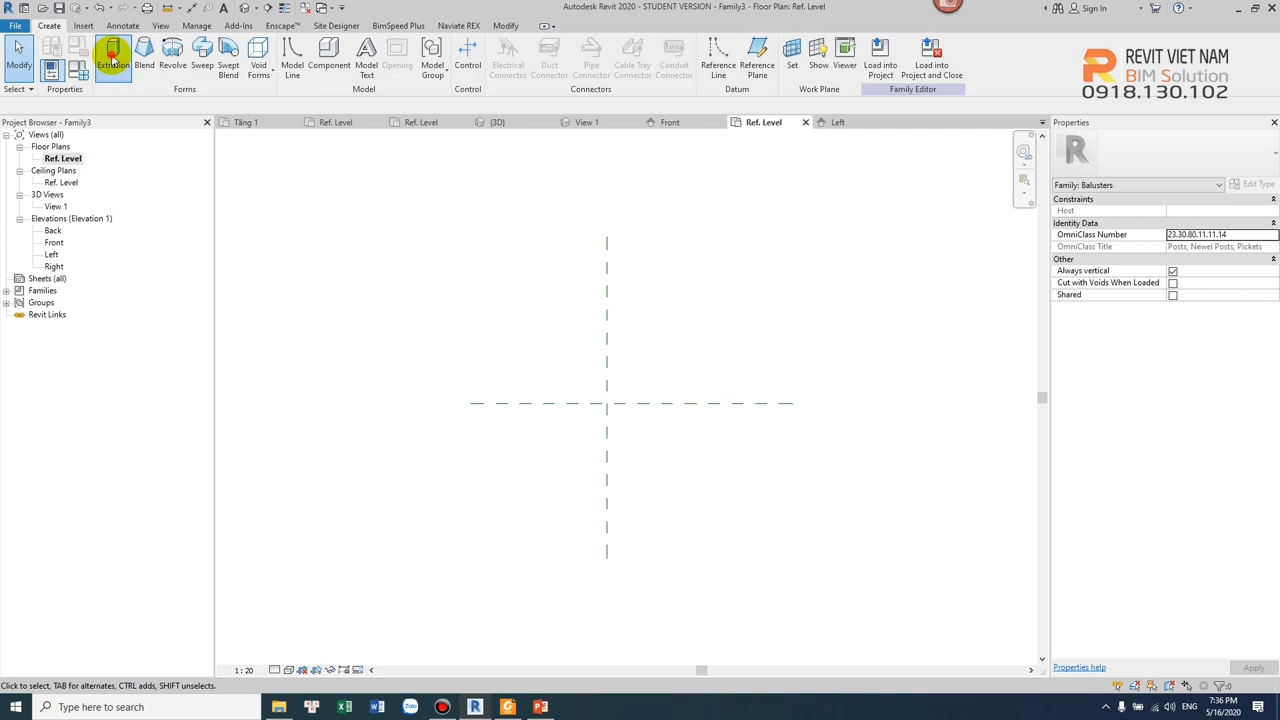 Autodesk Revit 2020 - STUDENT VERSION - Family3 - Floor Plan: Ref. Level
Sign In
File Create Insert Annotate View Manage Add-Ins Enscape™ Site Designer BimSpeed Plus Naviate REX Modify
Modify Extrusion Blend Revolve Sweep Swept Blend Void Forms Model Line Component Model Text Opening Model Group Control Electrical Connector Duct Connector Pipe Connector Cable Tray Connector Conduit Connector Reference Line Reference Plane Set Show Viewer Load into Project Load into Project and Close
Select Properties Forms Model Control Connectors Datum Work Plane Family Editor
REVIT VIET NAM
BIM Solution
0918.130.102
Project Browser - Family3
Tầng 1 Ref. Level Ref. Level {3D} View 1 Front Ref. Level Left
Views (all)
Floor Plans
Ref. Level
Ceiling Plans
Ref. Level
3D Views
View 1
Elevations (Elevation 1)
Back
Front
Left
Right
Sheets (all)
Families
Groups
Revit Links
Properties
Family: Balusters
Edit Type
Constraints
Host
Identity Data
OmniClass Number 23.30.80.11.11.14
OmniClass Title Posts, Newel Posts, Pickets
Other
Always vertical
Cut with Voids When Loaded
Shared
1 : 20
Properties help
Apply
Click to select, TAB for alternates, CTRL adds, SHIFT unselects.
:0
Type here to search
Zalo
ENG
7:36 PM
5/16/2020